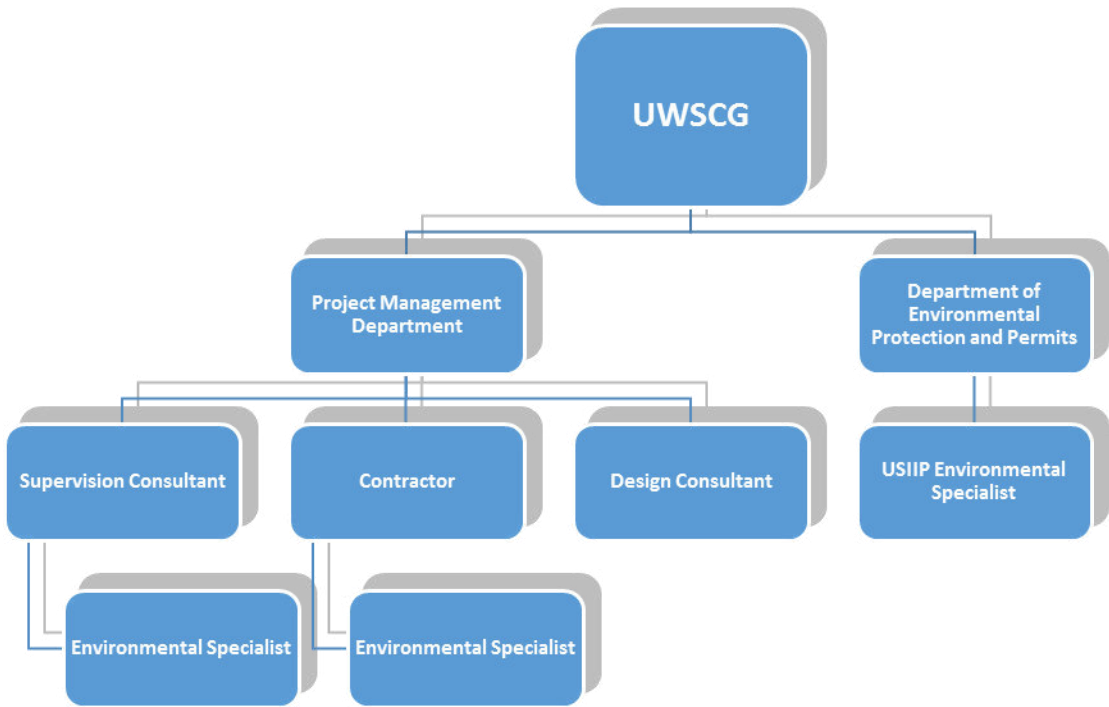 UWSCG
Project Management
Department
Department of
Environmental
Protection and Permits
Supervision Consultant
Contractor
Design Consultant
USIIP Environmental
Specialist
Environmental Specialist
Environmental Specialist